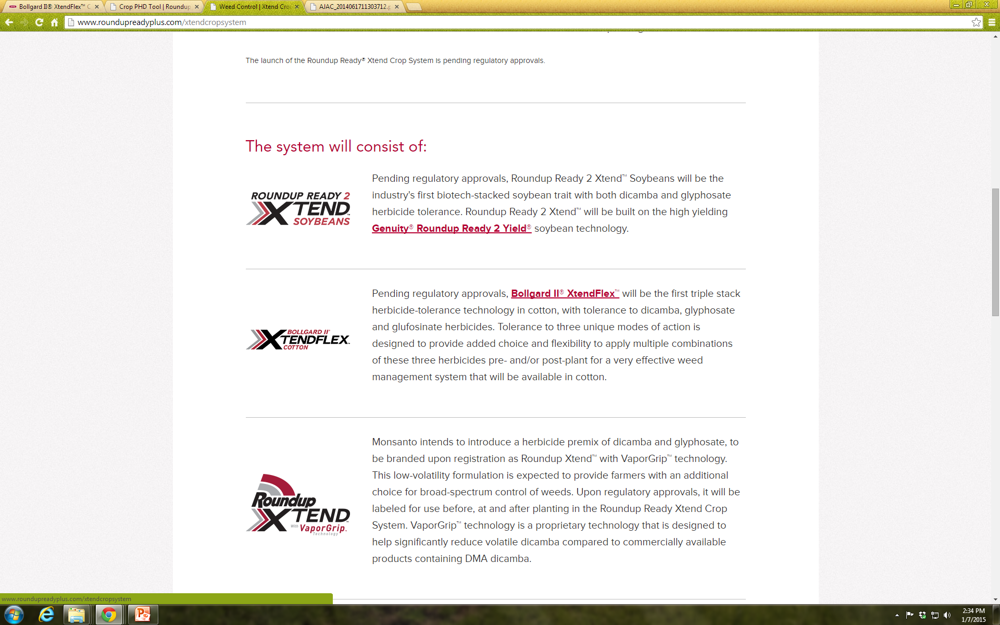 Bollgard II® XtendFlex™ C
Crop PHD Tool | Roundup
Weed Control | Xtend Cro
AJAC_2014061711303712.p
www.roundupreadyplus.com/xtendcropsystem
The launch of the Roundup Ready® Xtend Crop System is pending regulatory approvals.
The system will consist of:
ROUNDUP READY 2
XTEND™
SOYBEANS
Pending regulatory approvals, Roundup Ready 2 Xtend™ Soybeans will be the
industry's first biotech-stacked soybean trait with both dicamba and glyphosate
herbicide tolerance. Roundup Ready 2 Xtend™ will be built on the high yielding
Genuity® Roundup Ready 2 Yield® soybean technology.
BOLLGARD II®
XTENDFLEX™
COTTON
Pending regulatory approvals, Bollgard II® XtendFlex™ will be the first triple stack
herbicide-tolerance technology in cotton, with tolerance to dicamba, glyphosate
and glufosinate herbicides. Tolerance to three unique modes of action is
designed to provide added choice and flexibility to apply multiple combinations
of these three herbicides pre- and/or post-plant for a very effective weed
management system that will be available in cotton.
Roundup
XTEND™
With VaporGrip™
Technology
Monsanto intends to introduce a herbicide premix of dicamba and glyphosate, to
be branded upon registration as Roundup Xtend™ with VaporGrip™ technology.
This low-volatility formulation is expected to provide farmers with an additional
choice for broad-spectrum control of weeds. Upon regulatory approvals, it will be
labeled for use before, at and after planting in the Roundup Ready Xtend Crop
System. VaporGrip™ technology is a proprietary technology that is designed to
help significantly reduce volatile dicamba compared to commercially available
products containing DMA dicamba.
www.roundupreadyplus.com/xtendcropsystem
2:34 PM
1/7/2015